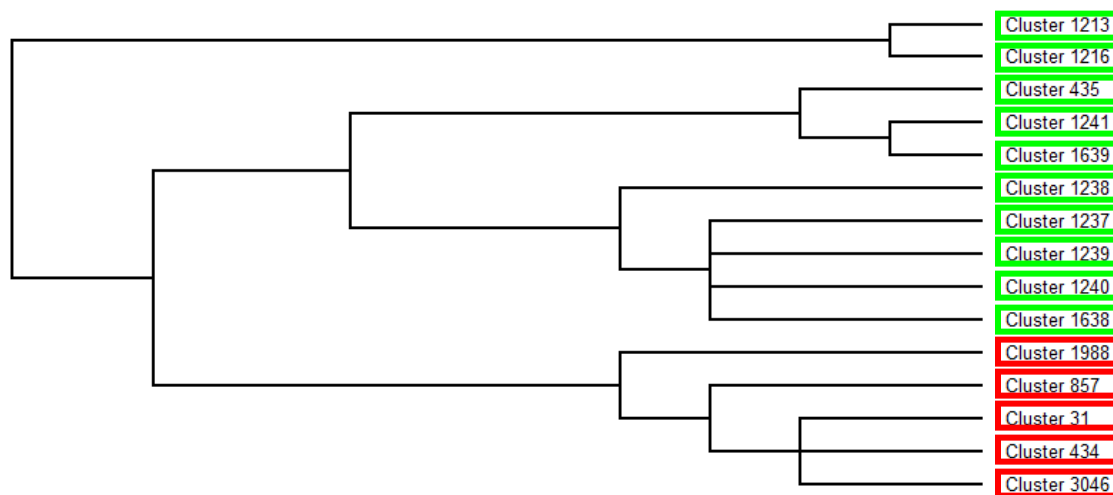 Cluster 1213
Cluster 1216
Cluster 435
Cluster 1241
Cluster 1639
Cluster 1238
Cluster 1237
Cluster 1239
Cluster 1240
Cluster 1638
Cluster 1988
Cluster 857
Cluster 31
Cluster 434
Cluster 3046